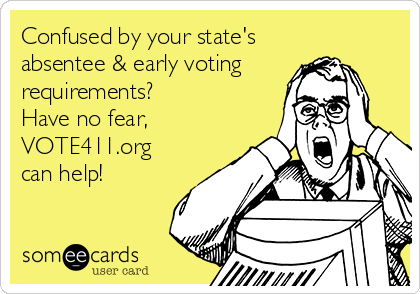 Confused by your state's
absentee & early voting
requirements?
Have no fear,
VOTE411.org
can help!
someecards
user card